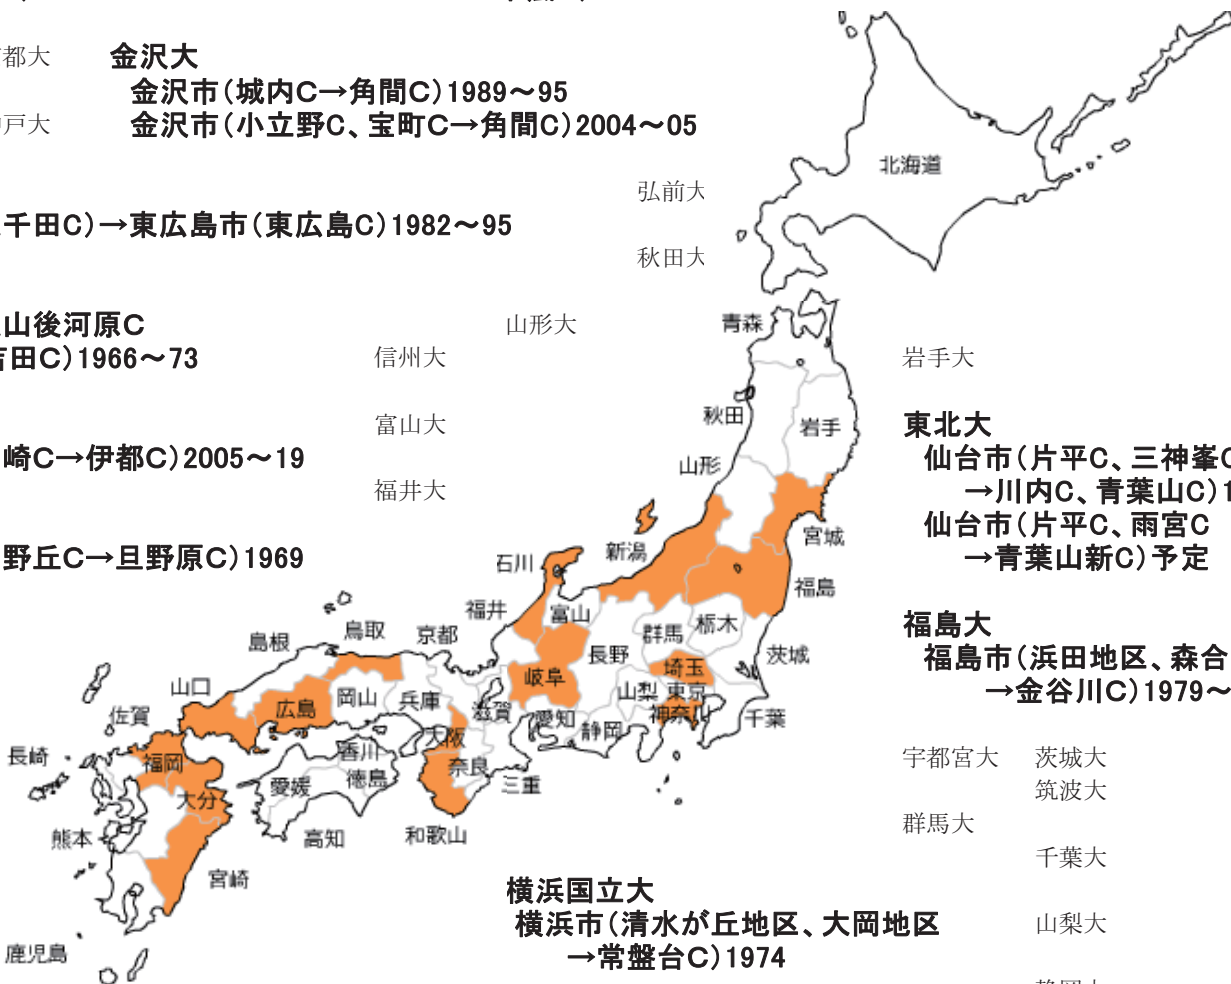 都大
金沢大
金沢市（城内C→角間C）1989～95
戸大
金沢市（小立野C、宝町C→角間C）2004～05
北海道
弘前大
千田C）→東広島市（東広島C）1982～95
秋田大
山後河原C
山形大
青森
吉田C）1966～73
信州大
岩手大
秋田
岩手
富山大
東北大
崎C→伊都C）2005～19
仙台市（片平C、三神峯C
山形
福井大
→川内C、青葉山C）1
仙台市（片平C、雨宮C
宮城
新潟
野丘C→旦野原C）1969
→青葉山新C）予定
石川
福島
福井
富山
福島大
鳥取
京都
群馬
栃木
島根
長野
茨城
福島市（浜田地区、森合
埼玉
岐阜
山口
→金谷川C）1979～
岡山
兵庫
山梨
東京
広島
滋賀
佐賀
愛知
静岡
神奈川
千葉
大阪
長崎
香川
宇都宮大
茨城大
福岡
奈良
徳島
愛媛
三重
筑波大
大分
群馬大
熊本
高知
和歌山
千葉大
宮崎
横浜国立大
横浜市（清水が丘地区、大岡地区
山梨大
鹿児島
→常盤台C）1974